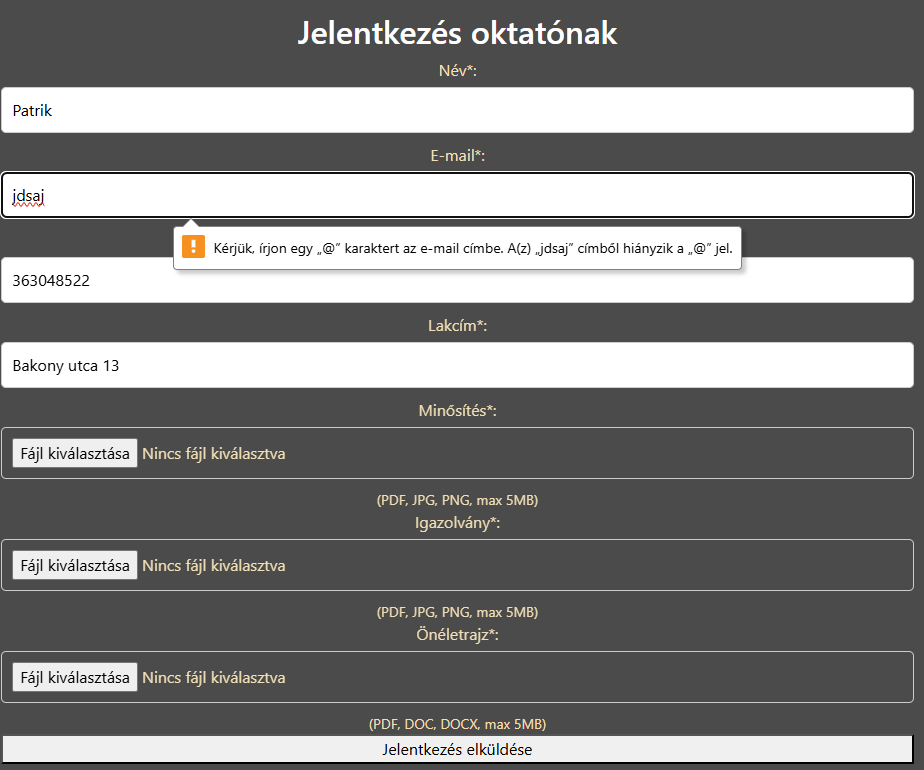 Jelentkezés oktatónak
Név*:
Patrik
E-mail*:
jdsaj
Kérjük, írjon egy „@” karaktert az e-mail címbe. A(z) „jdsaj” címből hiányzik a „@” jel.
363048522
Lakcím*:
Bakony utca 13
Minősítés*:
Fájl kiválasztása Nincs fájl kiválasztva
(PDF, JPG, PNG, max 5MB)
Igazolvány*:
Fájl kiválasztása Nincs fájl kiválasztva
(PDF, JPG, PNG, max 5MB)
Önéletrajz*:
Fájl kiválasztása Nincs fájl kiválasztva
(PDF, DOC, DOCX, max 5MB)
Jelentkezés elküldése